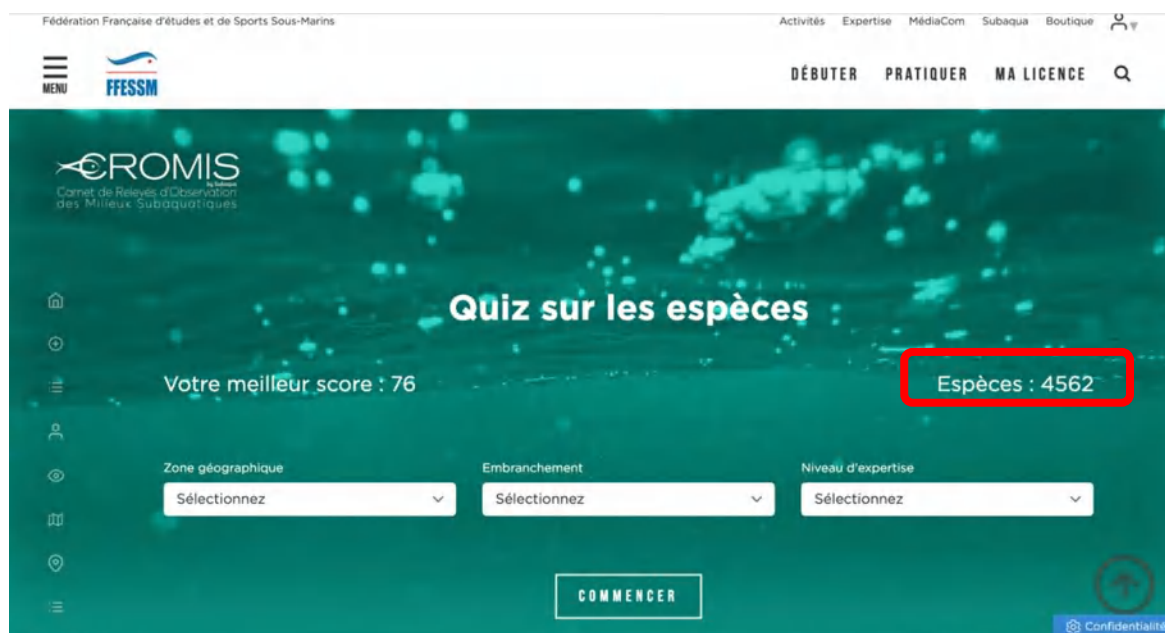 Fédération Française d'études et de Sports Sous-Marins
Activités Expertise MédiaCom Subaqua Boutique
MENU
FFESSM
DÉBUTER PRATIQUER MA LICENCE
CROMIS
by Subaqua
Carnet de Relevés d'Observation
des Milieux Subaquatiques
Quiz sur les espèces
Votre meilleur score : 76
Espèces : 4562
Zone géographique
Embranchement
Niveau d'expertise
Sélectionnez
Sélectionnez
Sélectionnez
COMMENCER
Confidentialité